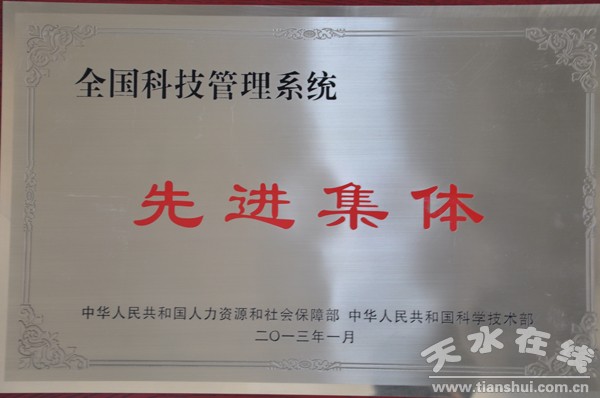 全国科技管理系统
先进集体
中华人民共和国人力资源和社会保障部 中华人民共和国科学技术部
二〇一三年一月
天水在线
www.tianshui.com.cn